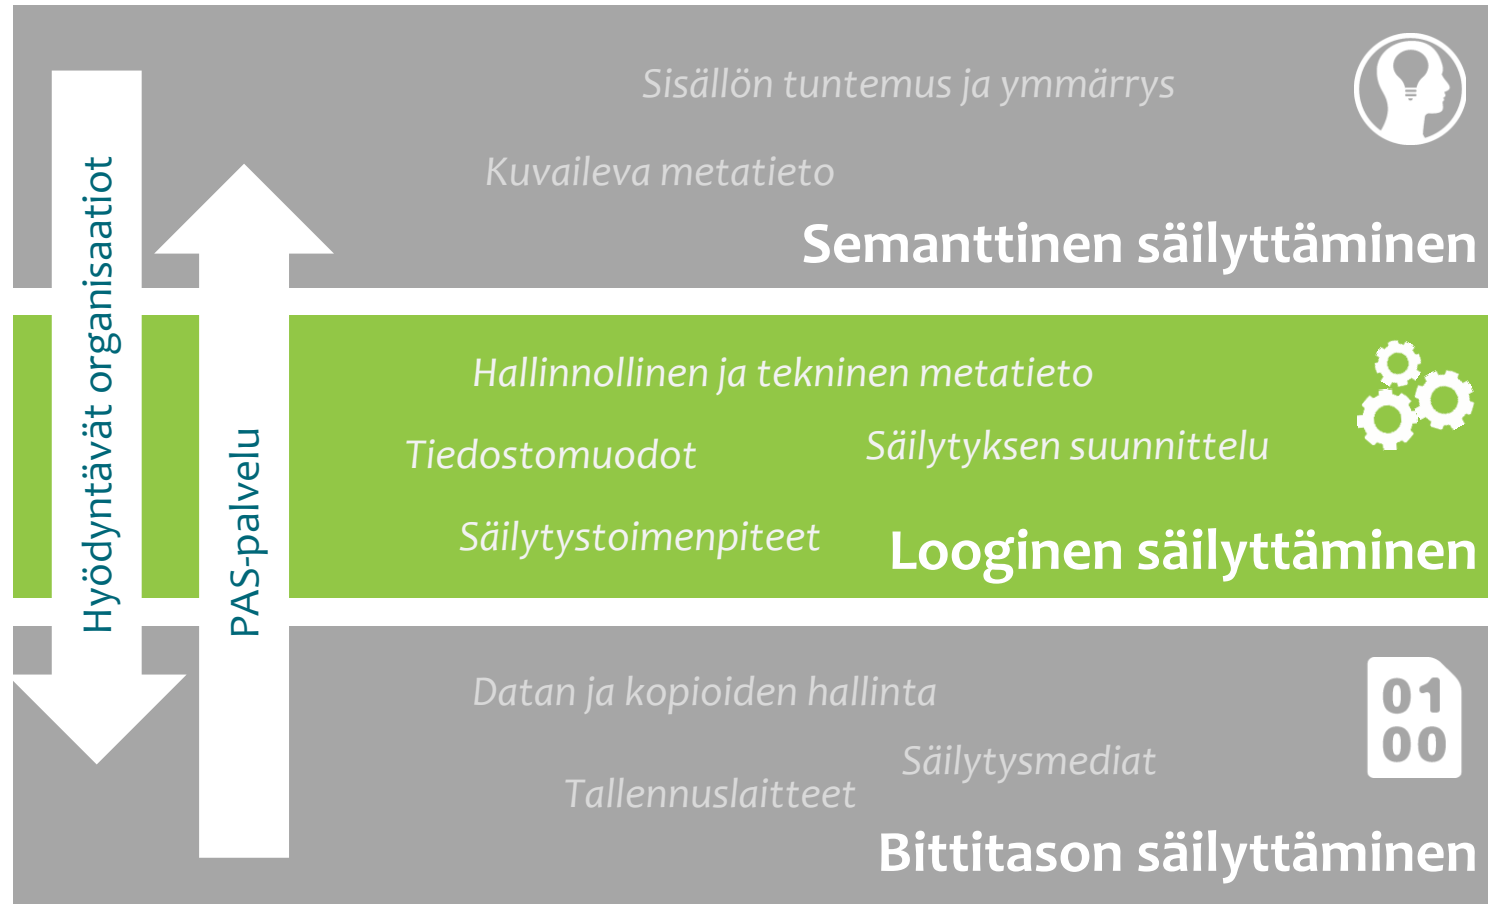 Sisällön tuntemus ja ymmärrys
Kuvaileva metatieto
Semanttinen säilyttäminen
Hyödyntävät organisaatiot
PAS-palvelu
Hallinnollinen ja tekninen metatieto
Säilytyksen suunnittelu
Tiedostomuodot
Säilytystoimenpiteet
Looginen säilyttäminen
Datan ja kopioiden hallinta
Säilytysmediat
Tallennuslaitteet
Bittitason säilyttäminen
01
00